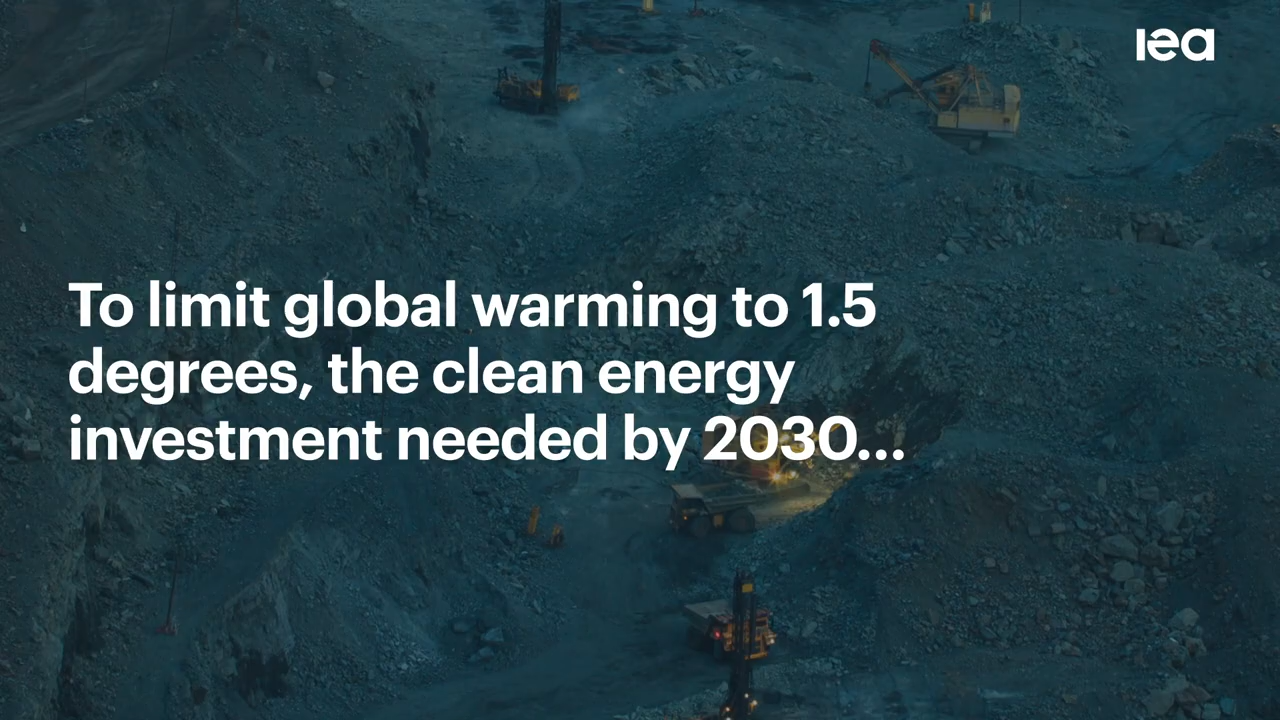 iea
To limit global warming to 1.5
degrees, the clean energy
investment needed by 2030...